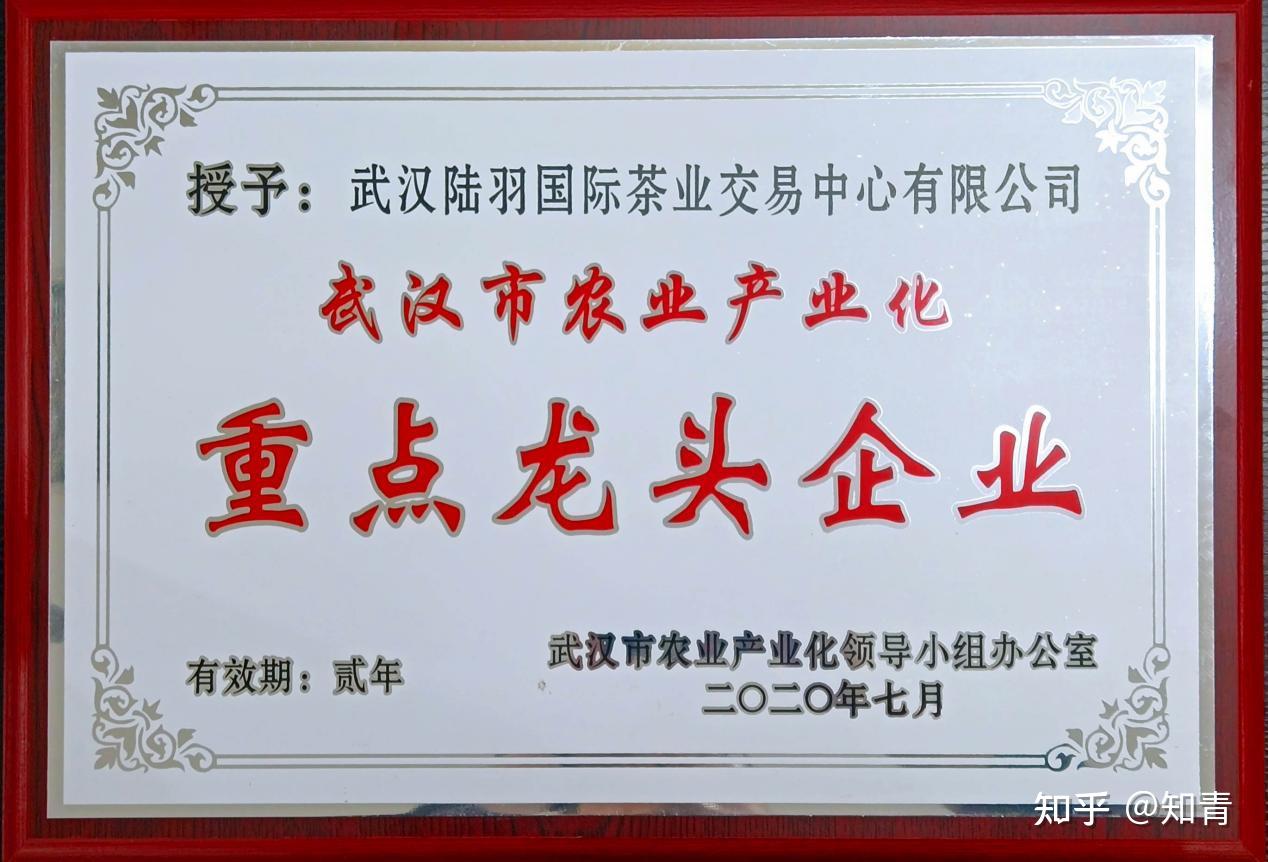 授予：武汉陆羽国际茶业交易中心有限公司
武汉市农业产业化
重点龙头企业
有效期：贰年
武汉市农业产业化领导小组办公室
二〇二〇年七月
知乎 @知青